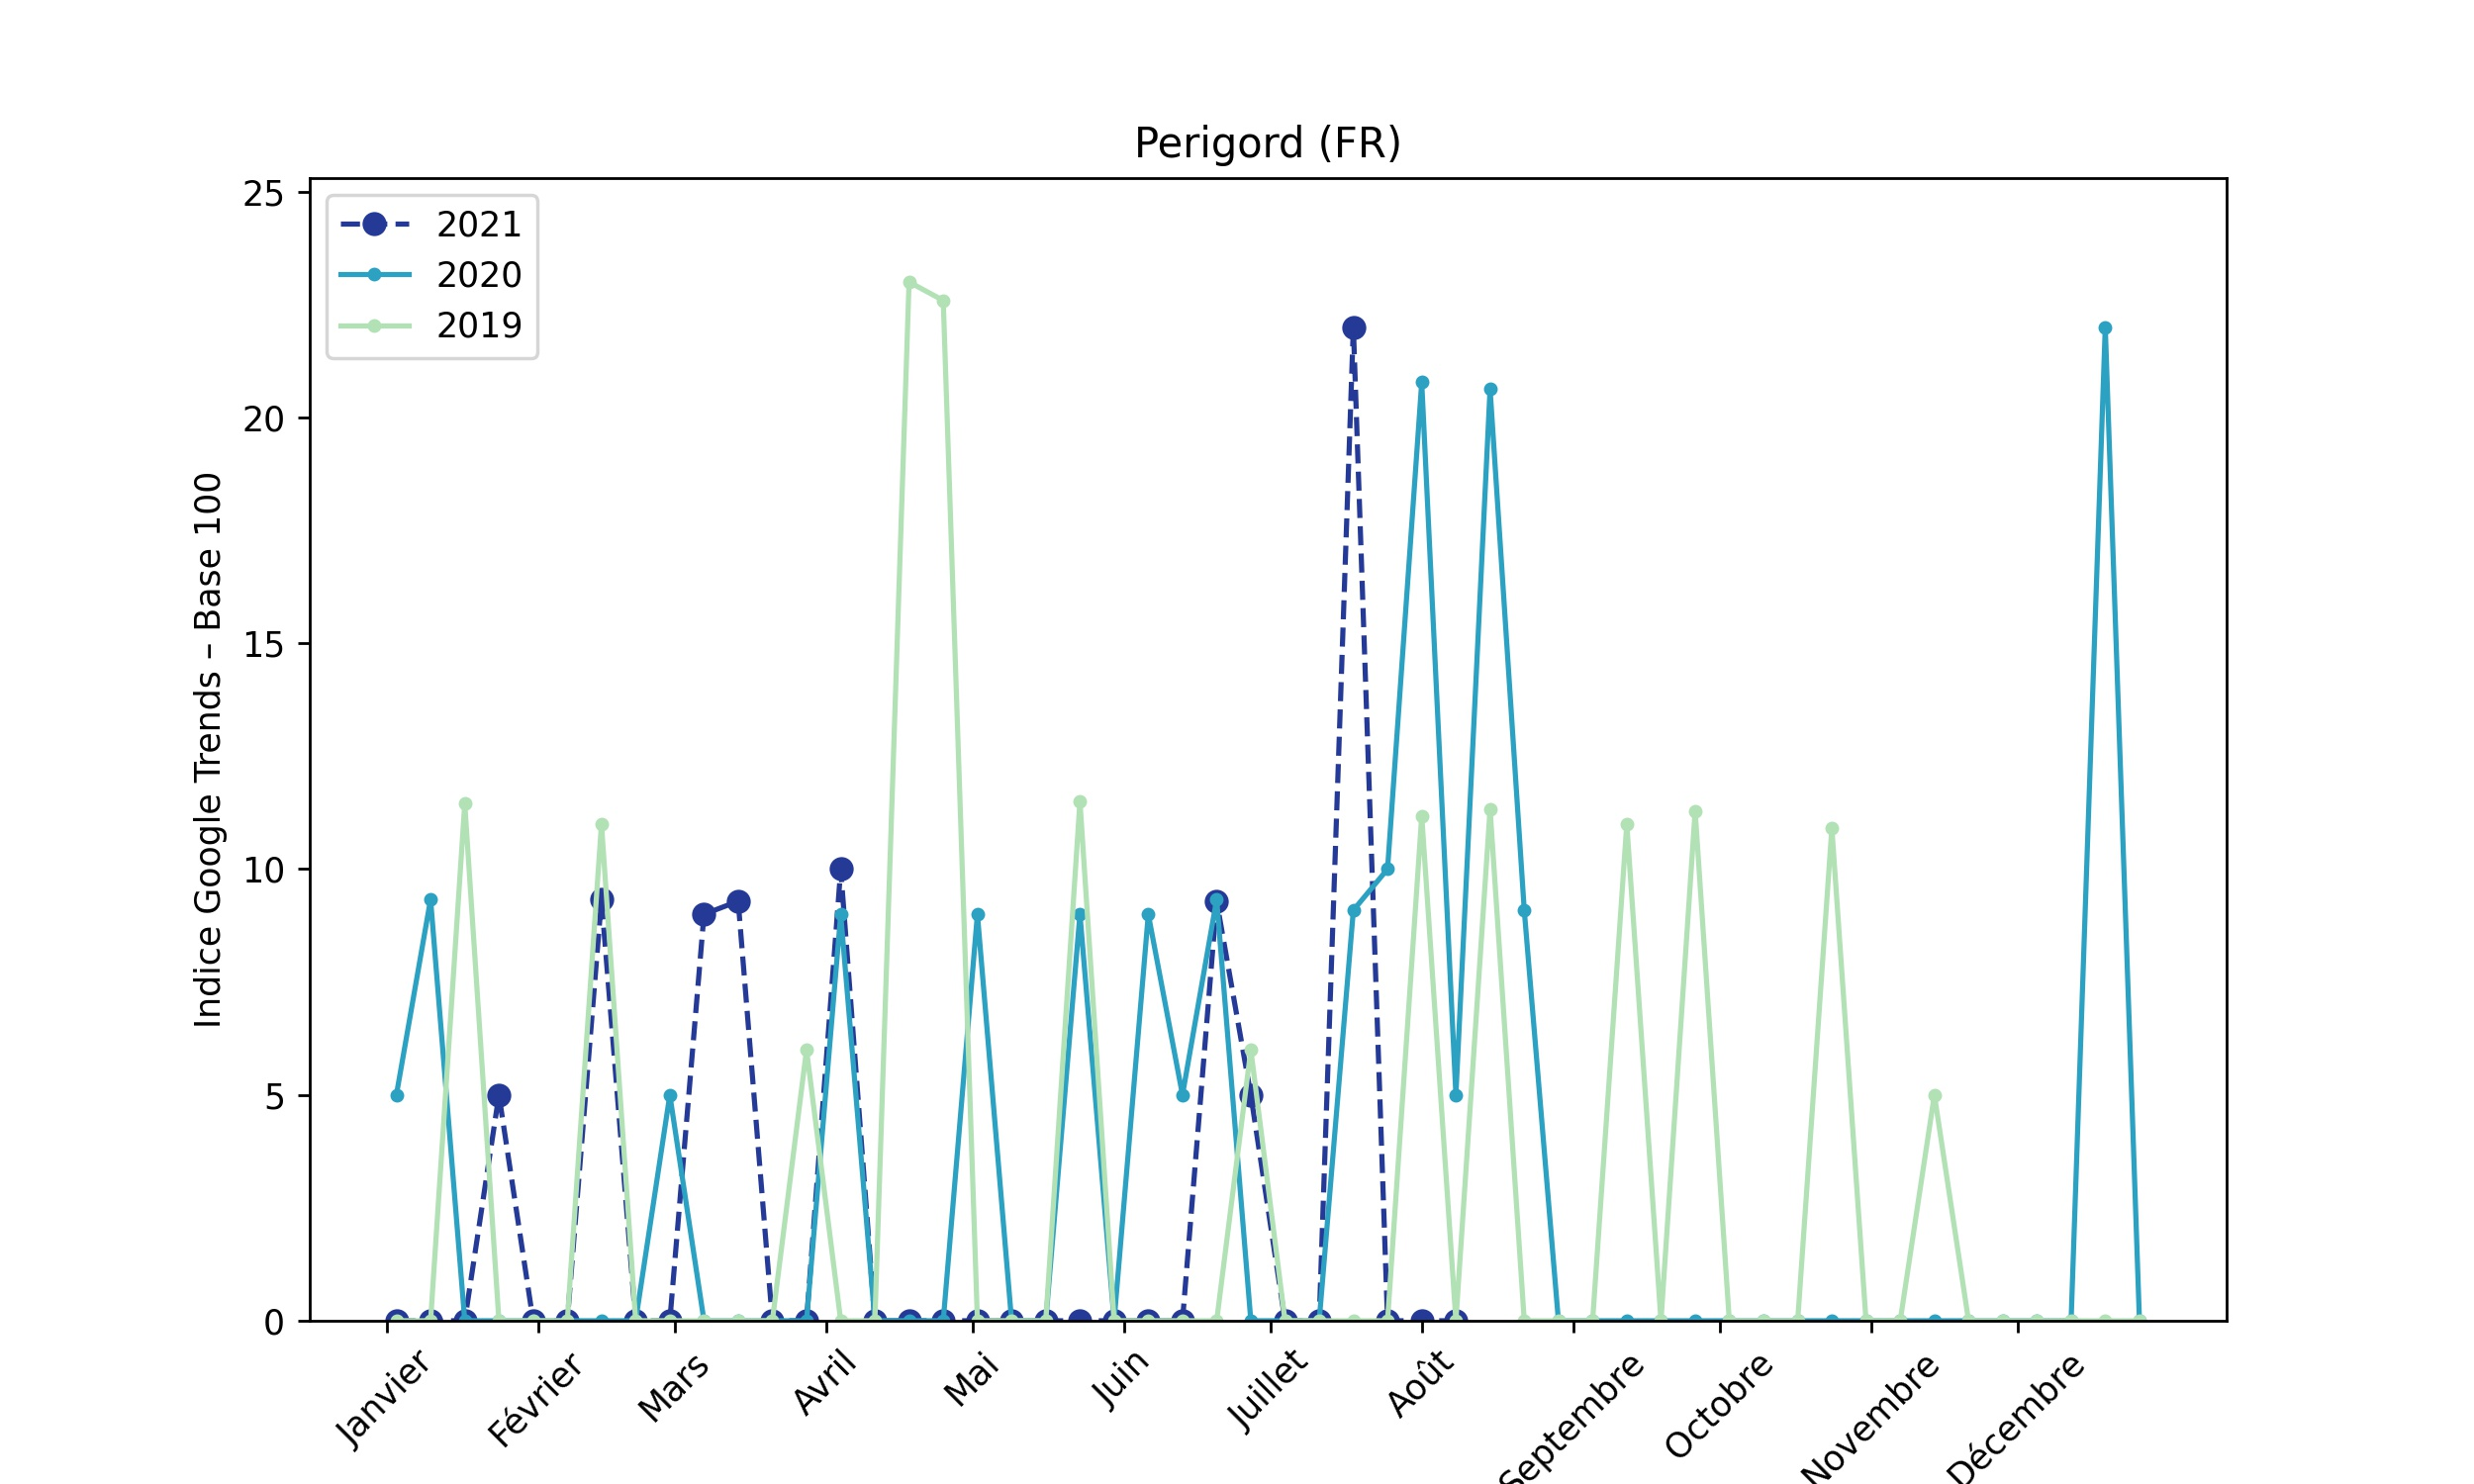 Perigord (FR)
25
20
15
10
5
0
Indice Google Trends – Base 100
2021
2020
2019
Janvier
Février
Mars
Avril
Mai
Juin
Juillet
Août
Septembre
Octobre
Novembre
Décembre